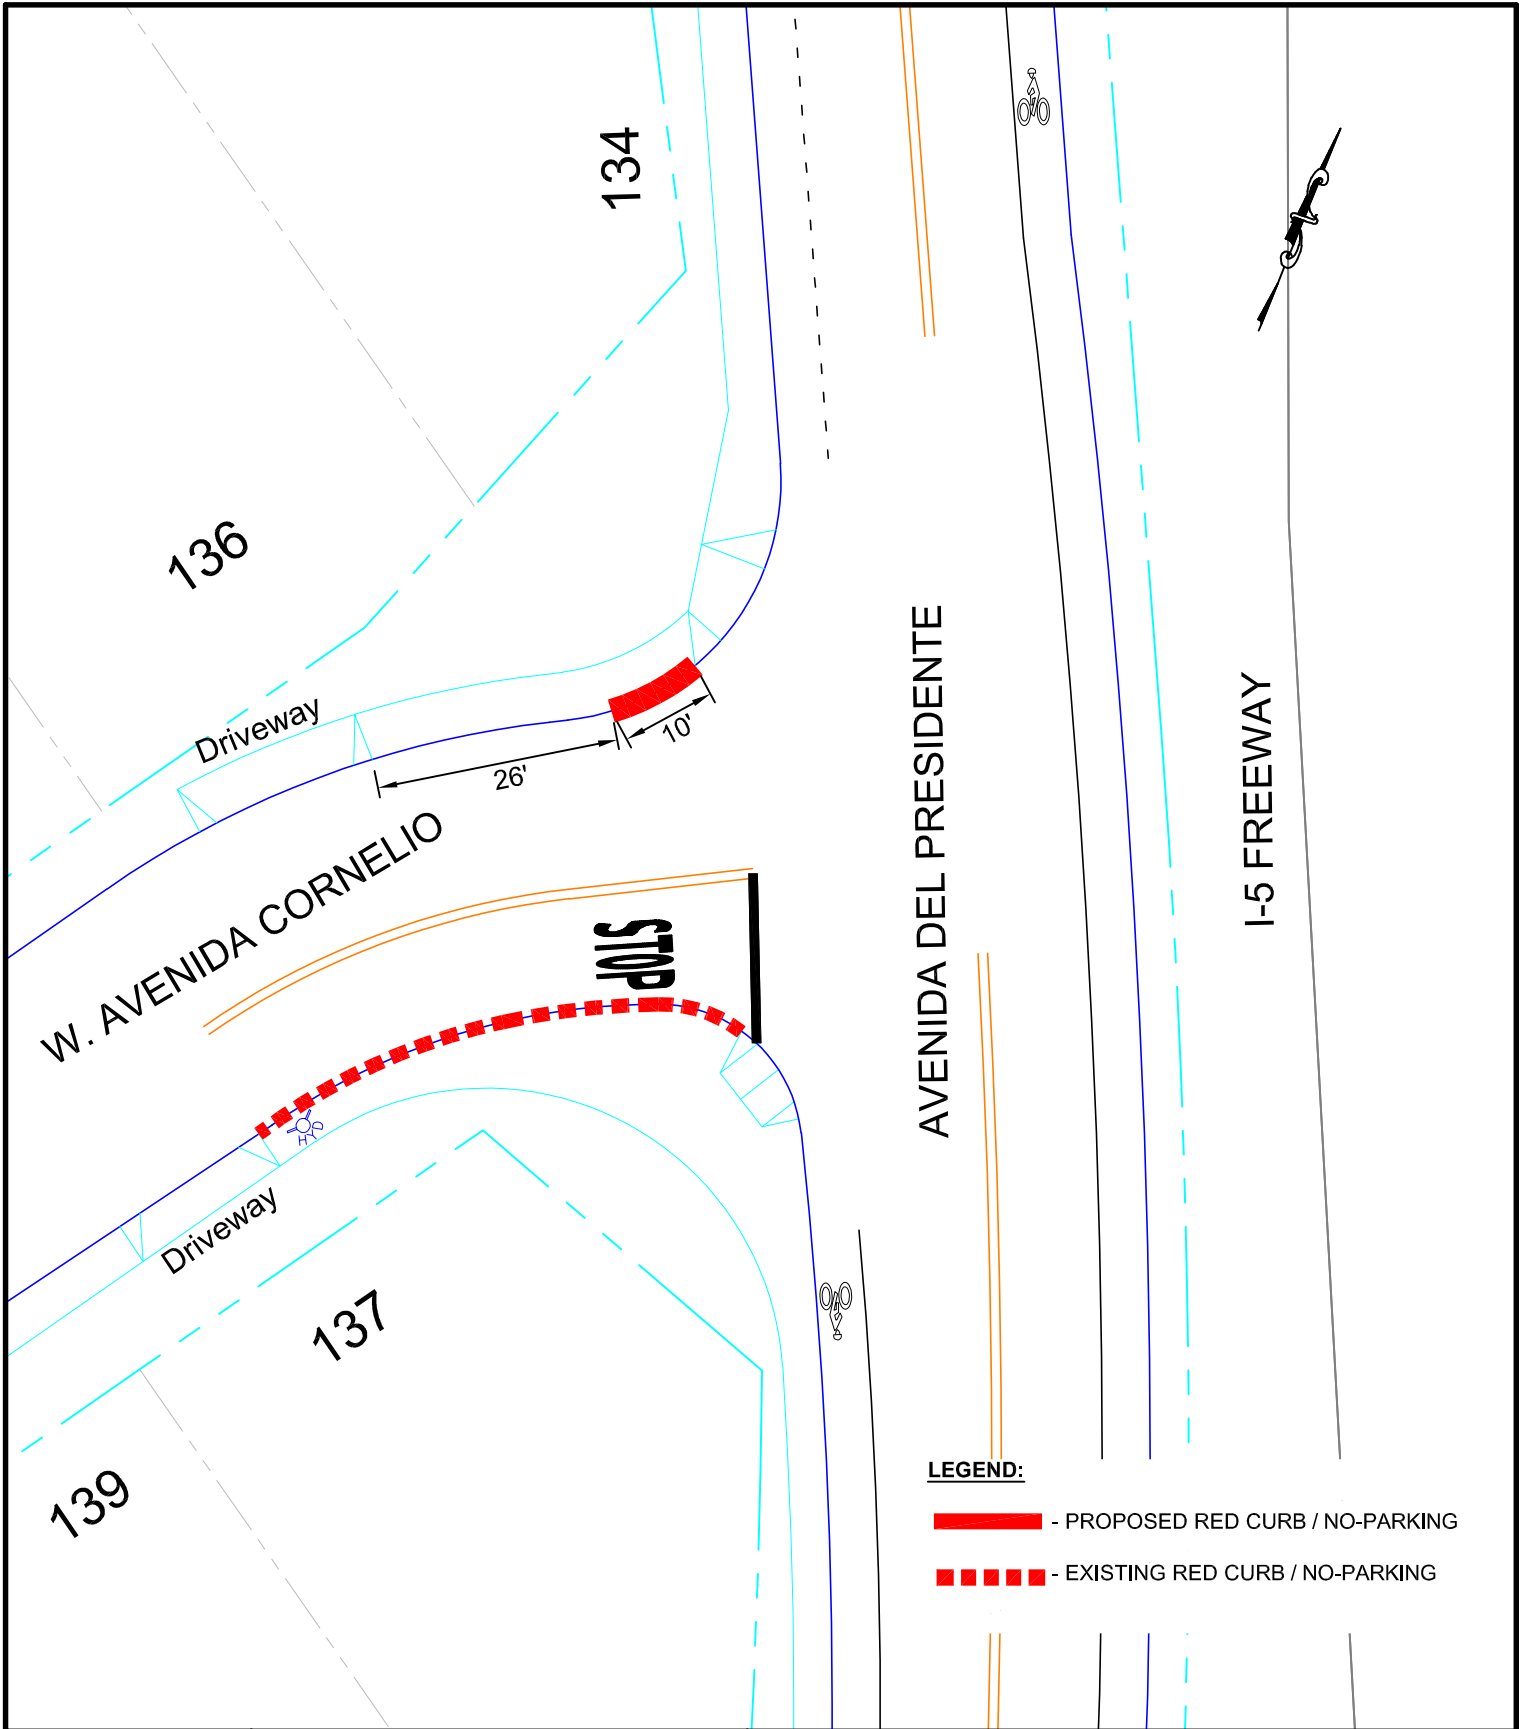 134
136
Driveway
10'
26'
W. AVENIDA CORNELIO
STOP
AVENIDA DEL PRESIDENTE
I-5 FREEWAY
HYD
Driveway
137
139
LEGEND:
- PROPOSED RED CURB / NO-PARKING
- EXISTING RED CURB / NO-PARKING